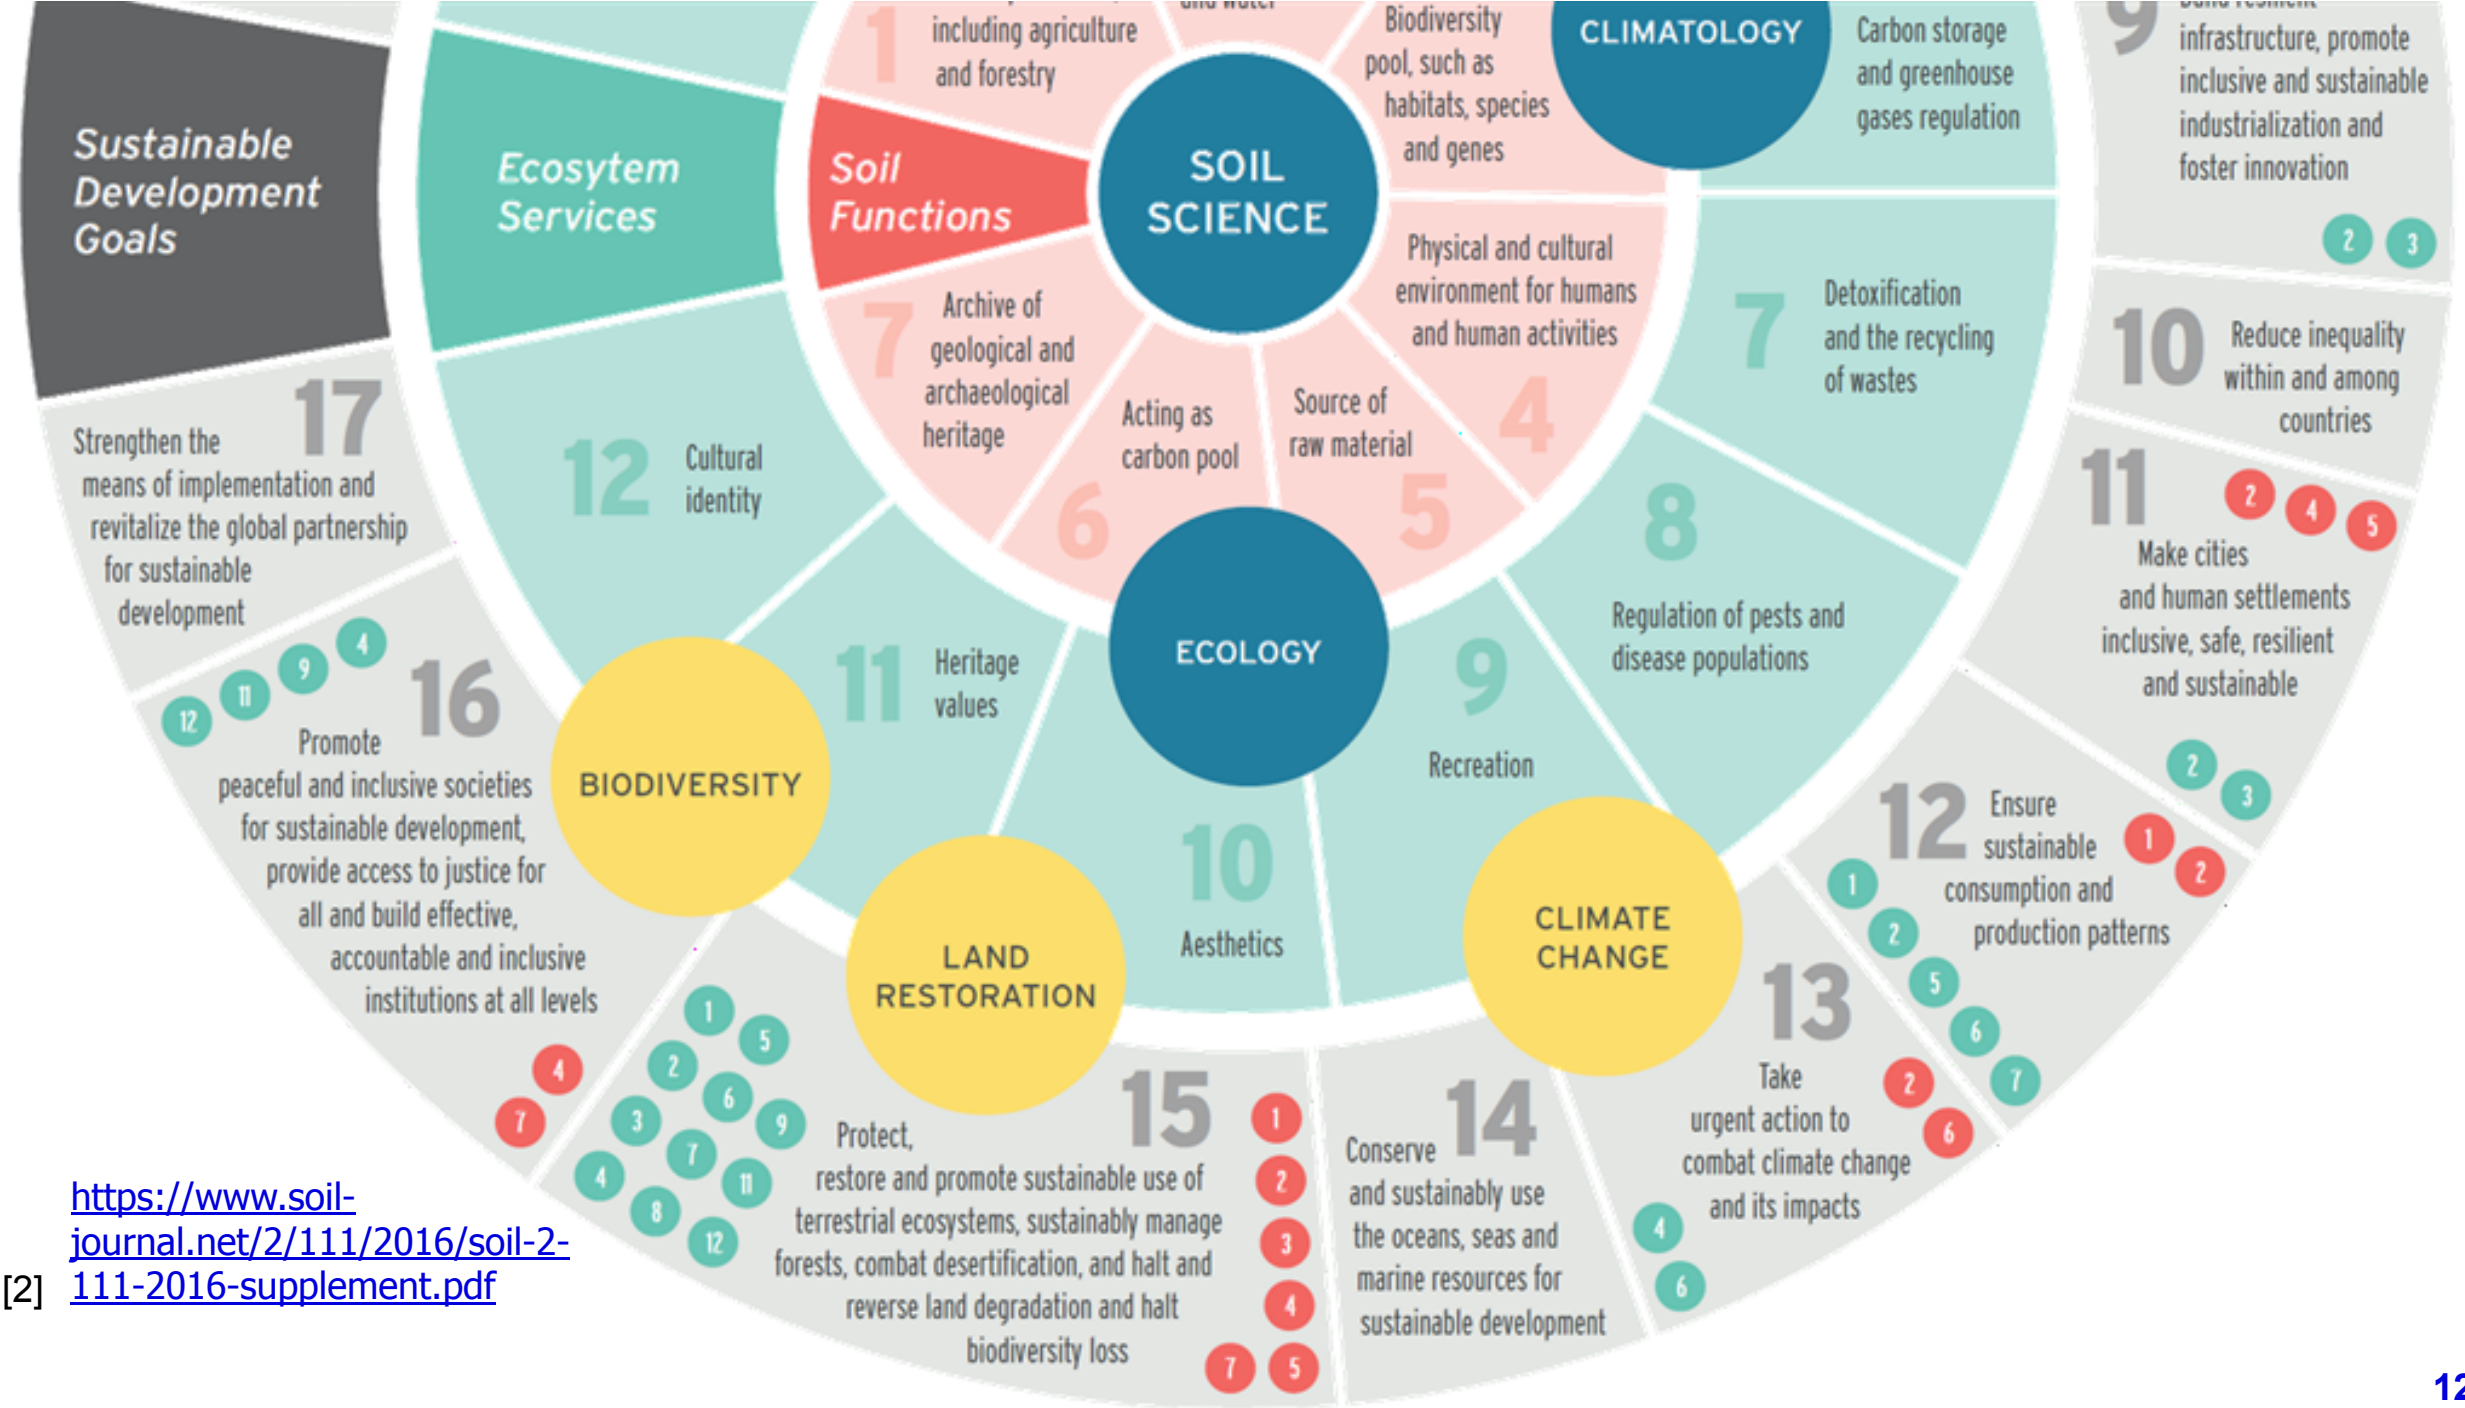 Sustainable
Development
Goals
Ecosytem
Services
Soil
Functions
SOIL
SCIENCE
CLIMATOLOGY
ECOLOGY
BIODIVERSITY
LAND
RESTORATION
CLIMATE
CHANGE
1
including agriculture
and forestry
and water
Biodiversity
pool, such as
habitats, species
and genes
Physical and cultural
environment for humans
and human activities
4
Source of
raw material
5
Acting as
carbon pool
6
7
Archive of
geological and
archaeological
heritage
Carbon storage
and greenhouse
gases regulation
7
Detoxification
and the recycling
of wastes
8
Regulation of pests and
disease populations
9
Recreation
10
Aesthetics
11
Heritage
values
12
Cultural
identity
9
infrastructure, promote
inclusive and sustainable
industrialization and
foster innovation
2 3
10
Reduce inequality
within and among
countries
11
2 4 5
Make cities
and human settlements
inclusive, safe, resilient
and sustainable
2 3
12
Ensure
sustainable
consumption and
production patterns
1 2
1 2 5 6 7
13
Take
urgent action to
combat climate change
and its impacts
2 6
4 6
14
Conserve
and sustainably use
the oceans, seas and
marine resources for
sustainable development
15
Protect,
restore and promote sustainable use of
terrestrial ecosystems, sustainably manage
forests, combat desertification, and halt and
reverse land degradation and halt
biodiversity loss
1
2
3
4
7 5
1 5
2 6 9
3 7 11
4 8 12
16
12 11 9 4
Promote
peaceful and inclusive societies
for sustainable development,
provide access to justice for
all and build effective,
accountable and inclusive
institutions at all levels
4
7
17
Strengthen the
means of implementation and
revitalize the global partnership
for sustainable
development
https://www.soil-
journal.net/2/111/2016/soil-2-
[2] 111-2016-supplement.pdf
12